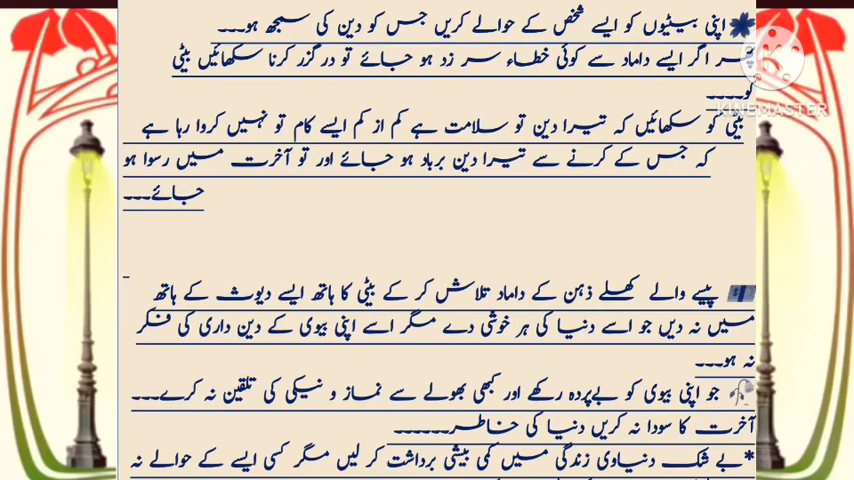 اپنی بیٹیوں کو ایسے شخص کے حوالے کریں جس کو دین کی سمجھ ہو۔۔۔
پھر اگر ایسے داماد سے کوئی خطاء سر زد ہو جائے تو درگزر کرنا سکھائیں بیٹی
کو۔۔۔۔
بیٹی کو سکھائیں کہ تیرا دین تو سلامت ہے کم از کم ایسے کام تو نہیں کروا رہا ہے
کہ جس کے کرنے سے تیرا دین برباد ہو جائے اور تو آخرت میں رسوا ہو
جائے۔۔۔
پیسے والے کھلے ذہن کے داماد تلاش کر کے بیٹی کا ہاتھ ایسے دیوث کے ہاتھ
میں نہ دیں جو اسے دنیا کی ہر خوشی دے مگر اسے اپنی بیوی کے دین داری کی فکر
نہ ہو۔۔۔
جو اپنی بیوی کو بےپردہ رکھے اور کبھی بھولے سے نماز و نیکی کی تلقین نہ کرے۔۔۔
آخرت کا سودا نہ کریں دنیا کی خاطر۔۔۔۔۔۔
*بے شک دنیاوی زندگی میں کمی بیشی برداشت کر لیں مگر کسی ایسے کے حوالے نہ
KINEMASTER